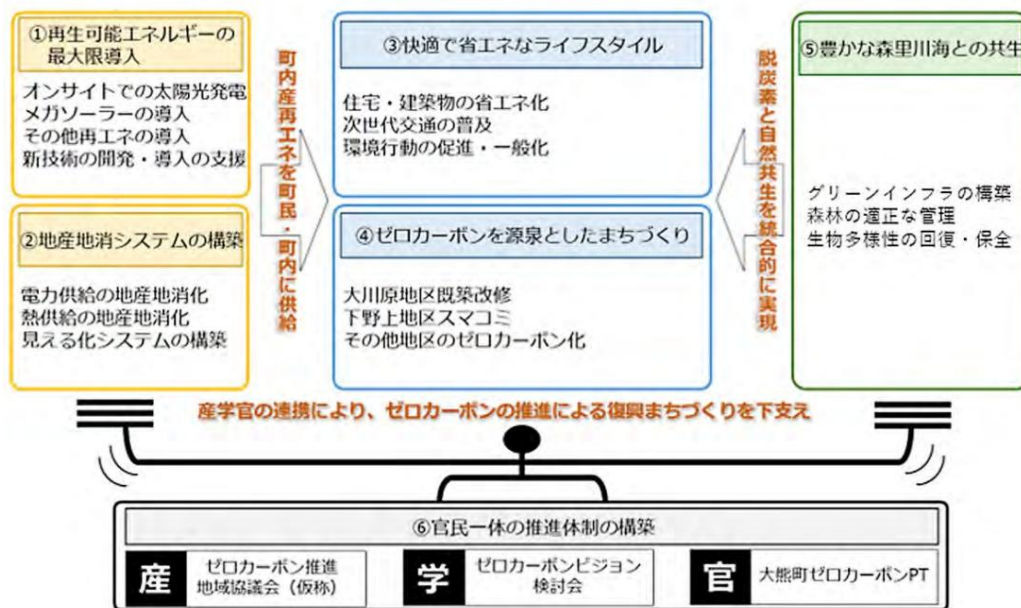 ①再生可能エネルギーの
最大限導入
オンサイトでの太陽光発電
メガソーラーの導入
その他再エネの導入
新技術の開発・導入の支援
②地産地消システムの構築
電力供給の地産地消化
熱供給の地産地消化
見える化システムの構築
町内産再エネを町民・町内に供給
③快適で省エネなライフスタイル
住宅・建築物の省エネ化
次世代交通の普及
環境行動の促進・一般化
④ゼロカーボンを源泉としたまちづくり
大川原地区既築改修
下野上地区スマコミ
その他地区のゼロカーボン化
脱炭素と自然共生を統合的に実現
⑤豊かな森里川海との共生
グリーンインフラの構築
森林の適正な管理
生物多様性の回復・保全
産学官の連携により、ゼロカーボンの推進による復興まちづくりを下支え
⑥官民一体の推進体制の構築
産
ゼロカーボン推進
地域協議会（仮称）
学
ゼロカーボンビジョン
検討会
官
大熊町ゼロカーボンPT